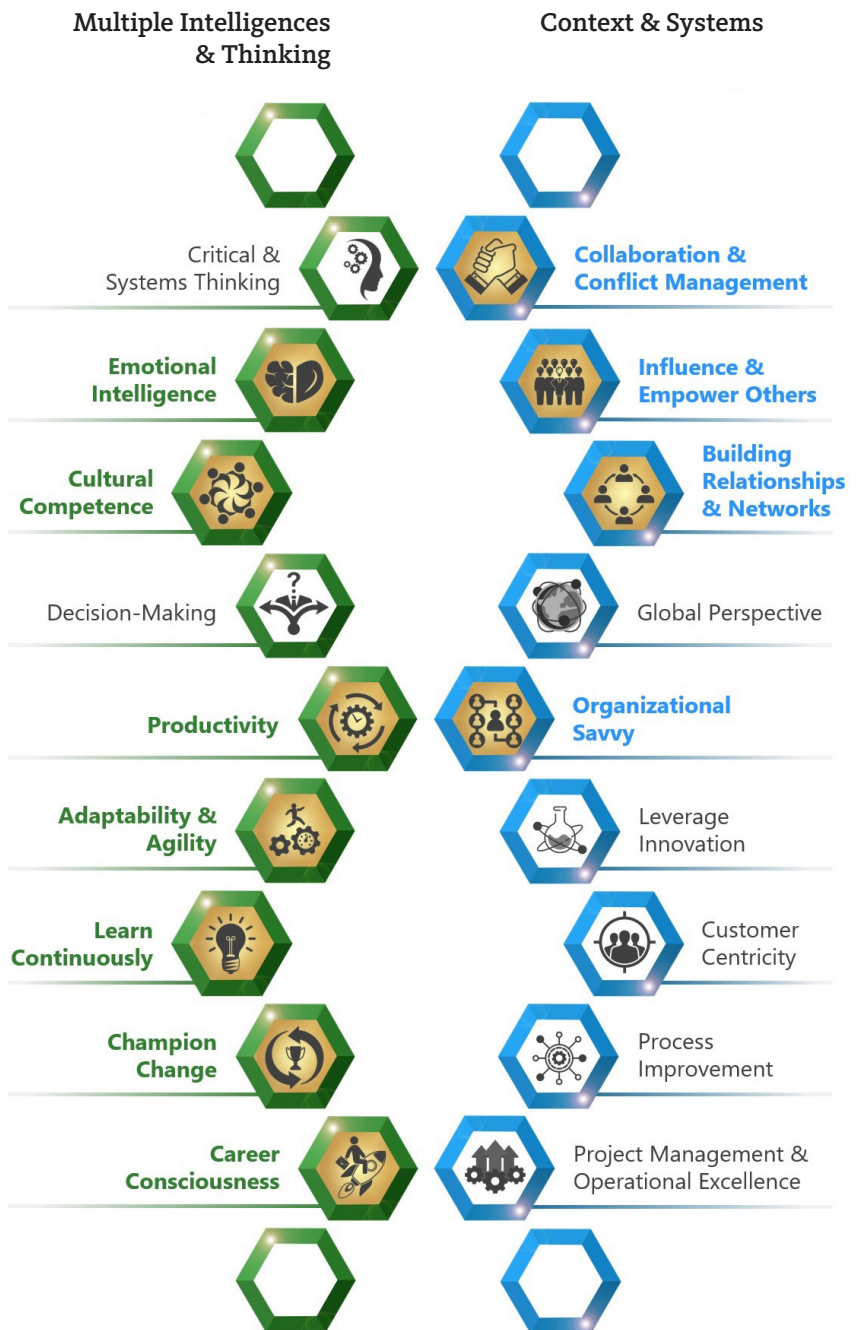 Multiple Intelligences
& Thinking
Context & Systems
Critical &
Systems Thinking
Collaboration &
Conflict Management
Emotional
Intelligence
Influence &
Empower Others
Cultural
Competence
Building
Relationships
& Networks
Decision-Making
?
Global Perspective
Productivity
Organizational
Savvy
Adaptability &
Agility
Leverage
Innovation
Learn
Continuously
Customer
Centricity
Champion
Change
Process
Improvement
Career
Consciousness
Project Management &
Operational Excellence